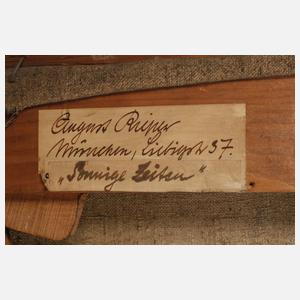 August Rieper
München, Liebigstr 37.
„Sonnige Zeiten"